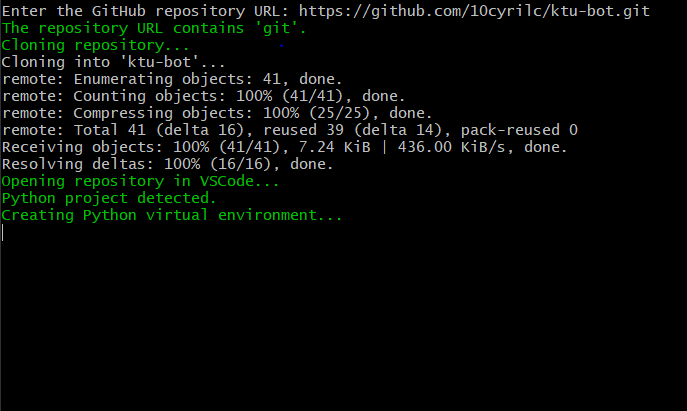 Enter the GitHub repository URL: https://github.com/10cyrilc/ktu-bot.git
The repository URL contains 'git'.
Cloning repository...
Cloning into 'ktu-bot'...
remote: Enumerating objects: 41, done.
remote: Counting objects: 100% (41/41), done.
remote: Compressing objects: 100% (25/25), done.
remote: Total 41 (delta 16), reused 39 (delta 14), pack-reused 0
Receiving objects: 100% (41/41), 7.24 KiB | 436.00 KiB/s, done.
Resolving deltas: 100% (16/16), done.
Opening repository in VSCode...
Python project detected.
Creating Python virtual environment...